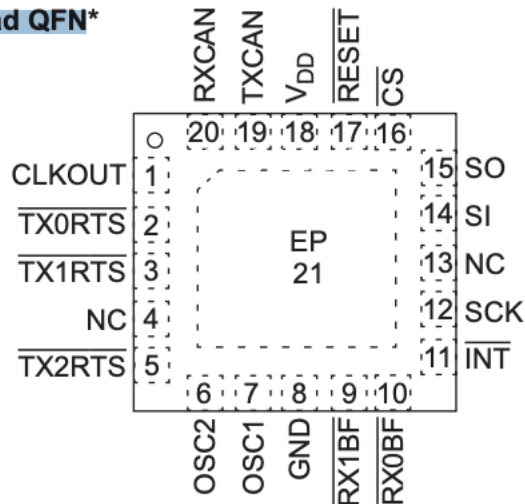 ad QFN*
RXCAN
TXCAN
VDD
RESET
CS
20 19 18 17 16
CLKOUT 1
TX0RTS 2
TX1RTS 3
NC 4
TX2RTS 5
EP
21
15 SO
14 SI
13 NC
12 SCK
11 INT
6 7 8 9 10
OSC2
OSC1
GND
RX1BF
RX0BF